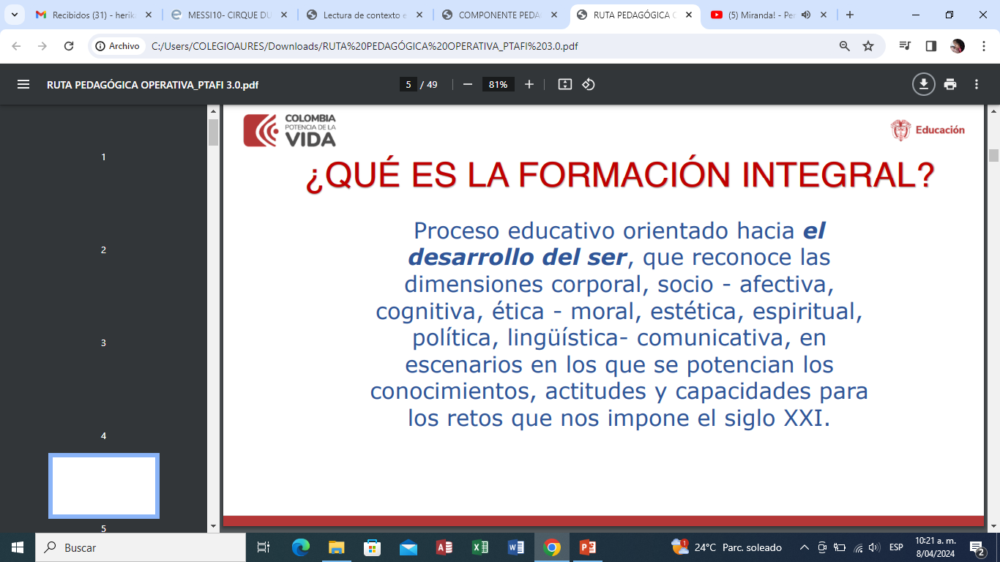 Recibidos (31) - herik
MESSI10- CIRQUE DU
Lectura de contexto e
COMPONENTE PEDA
RUTA PEDAGÓGICA O
(5) Miranda! - Per
Archivo
C:/Users/COLEGIOAURES/Downloads/RUTA%20PEDAGÓGICA%20OPERATIVA_PTAFI%203.0.pdf
RUTA PEDAGÓGICA OPERATIVA_PTAFI 3.0.pdf
5 / 49
81%
1
2
3
4
5
COLOMBIA
POTENCIA DE LA
VIDA
Educación
¿QUÉ ES LA FORMACIÓN INTEGRAL?
Proceso educativo orientado hacia el
desarrollo del ser, que reconoce las
dimensiones corporal, socio - afectiva,
cognitiva, ética - moral, estética, espiritual,
política, lingüística- comunicativa, en
escenarios en los que se potencian los
conocimientos, actitudes y capacidades para
los retos que nos impone el siglo XXI.
Buscar
1
24°C Parc. soleado
ESP
10:21 a. m.
8/04/2024
2